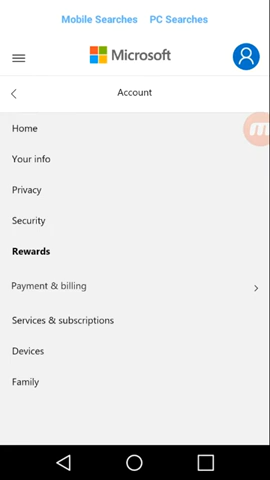 Mobile Searches PC Searches
Microsoft
Account
Home
Your info
Privacy
Security
Rewards
Payment & billing
Services & subscriptions
Devices
Family